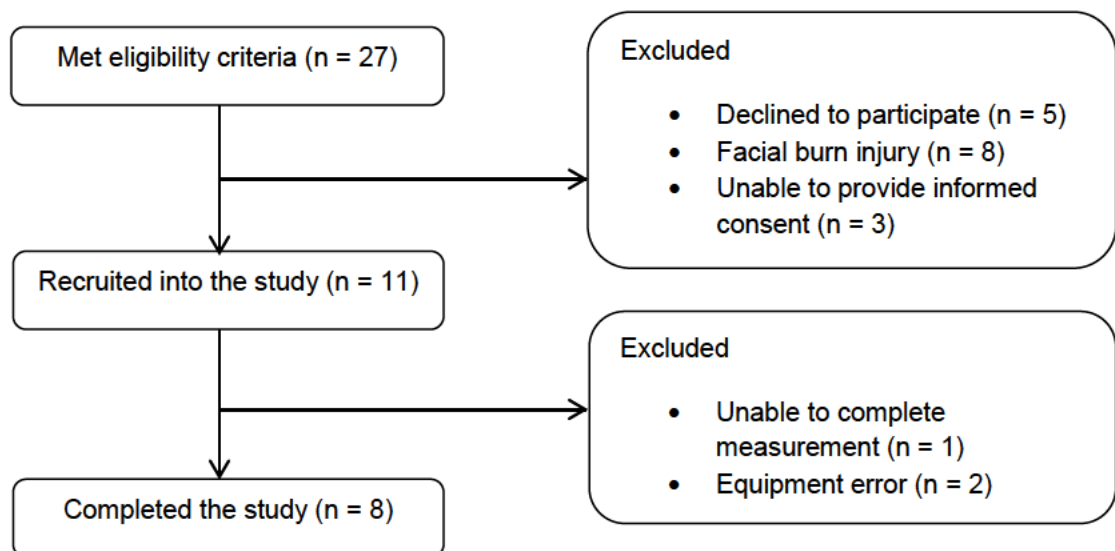 Met eligibility criteria (n = 27)
Excluded
• Declined to participate (n = 5)
• Facial burn injury (n = 8)
• Unable to provide informed
consent (n = 3)
Recruited into the study (n = 11)
Excluded
• Unable to complete
measurement (n = 1)
• Equipment error (n = 2)
Completed the study (n = 8)